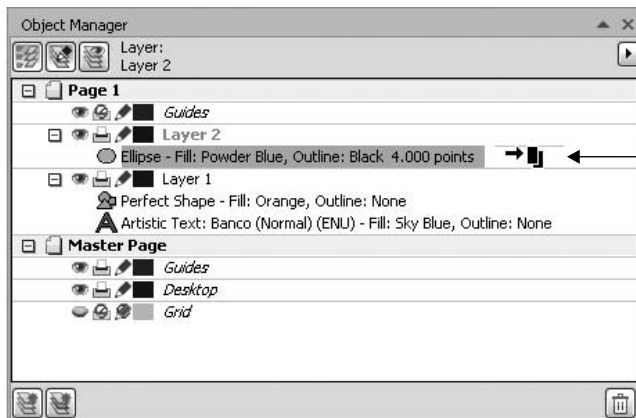 Object Manager
Layer:
Layer 2
Page 1
Guides
Layer 2
Ellipse - Fill: Powder Blue, Outline: Black 4.000 points
Layer 1
Perfect Shape - Fill: Orange, Outline: None
Artistic Text: Banco (Normal) (ENU) - Fill: Sky Blue, Outline: None
Master Page
Guides
Desktop
Grid